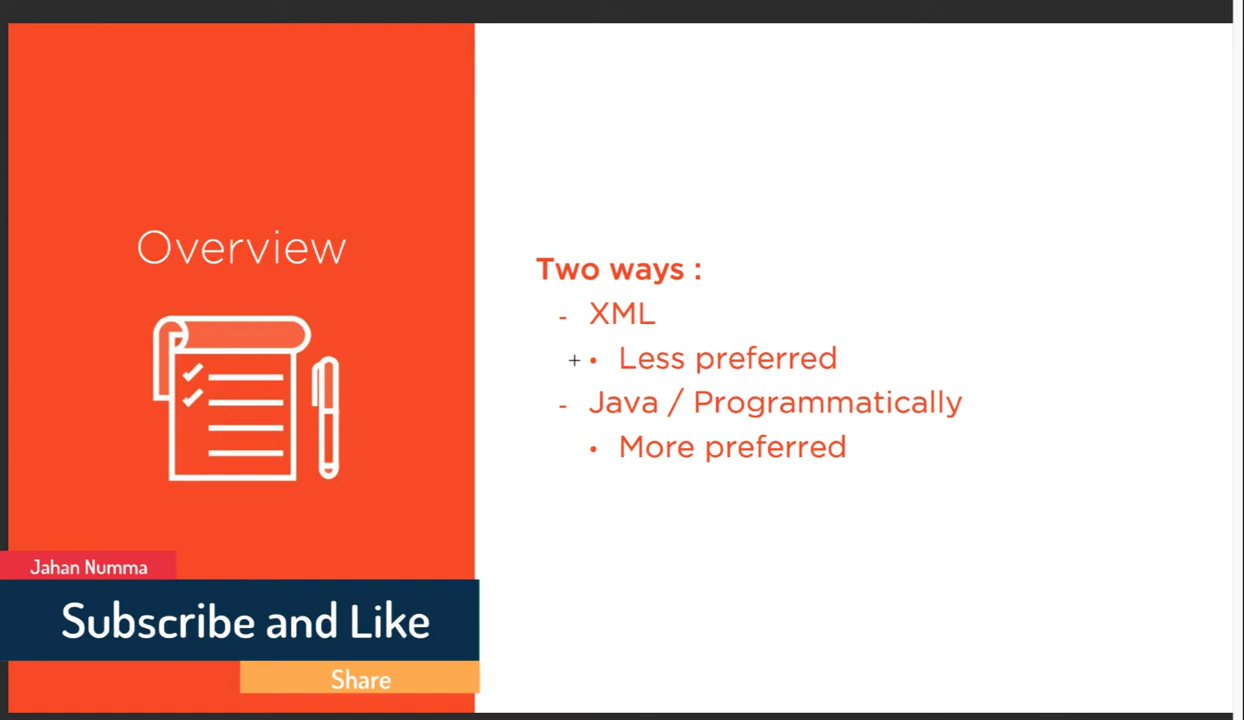 Overview
Two ways :
- XML
• Less preferred
- Java / Programmatically
• More preferred
Jahan Numma
Subscribe and Like
Share